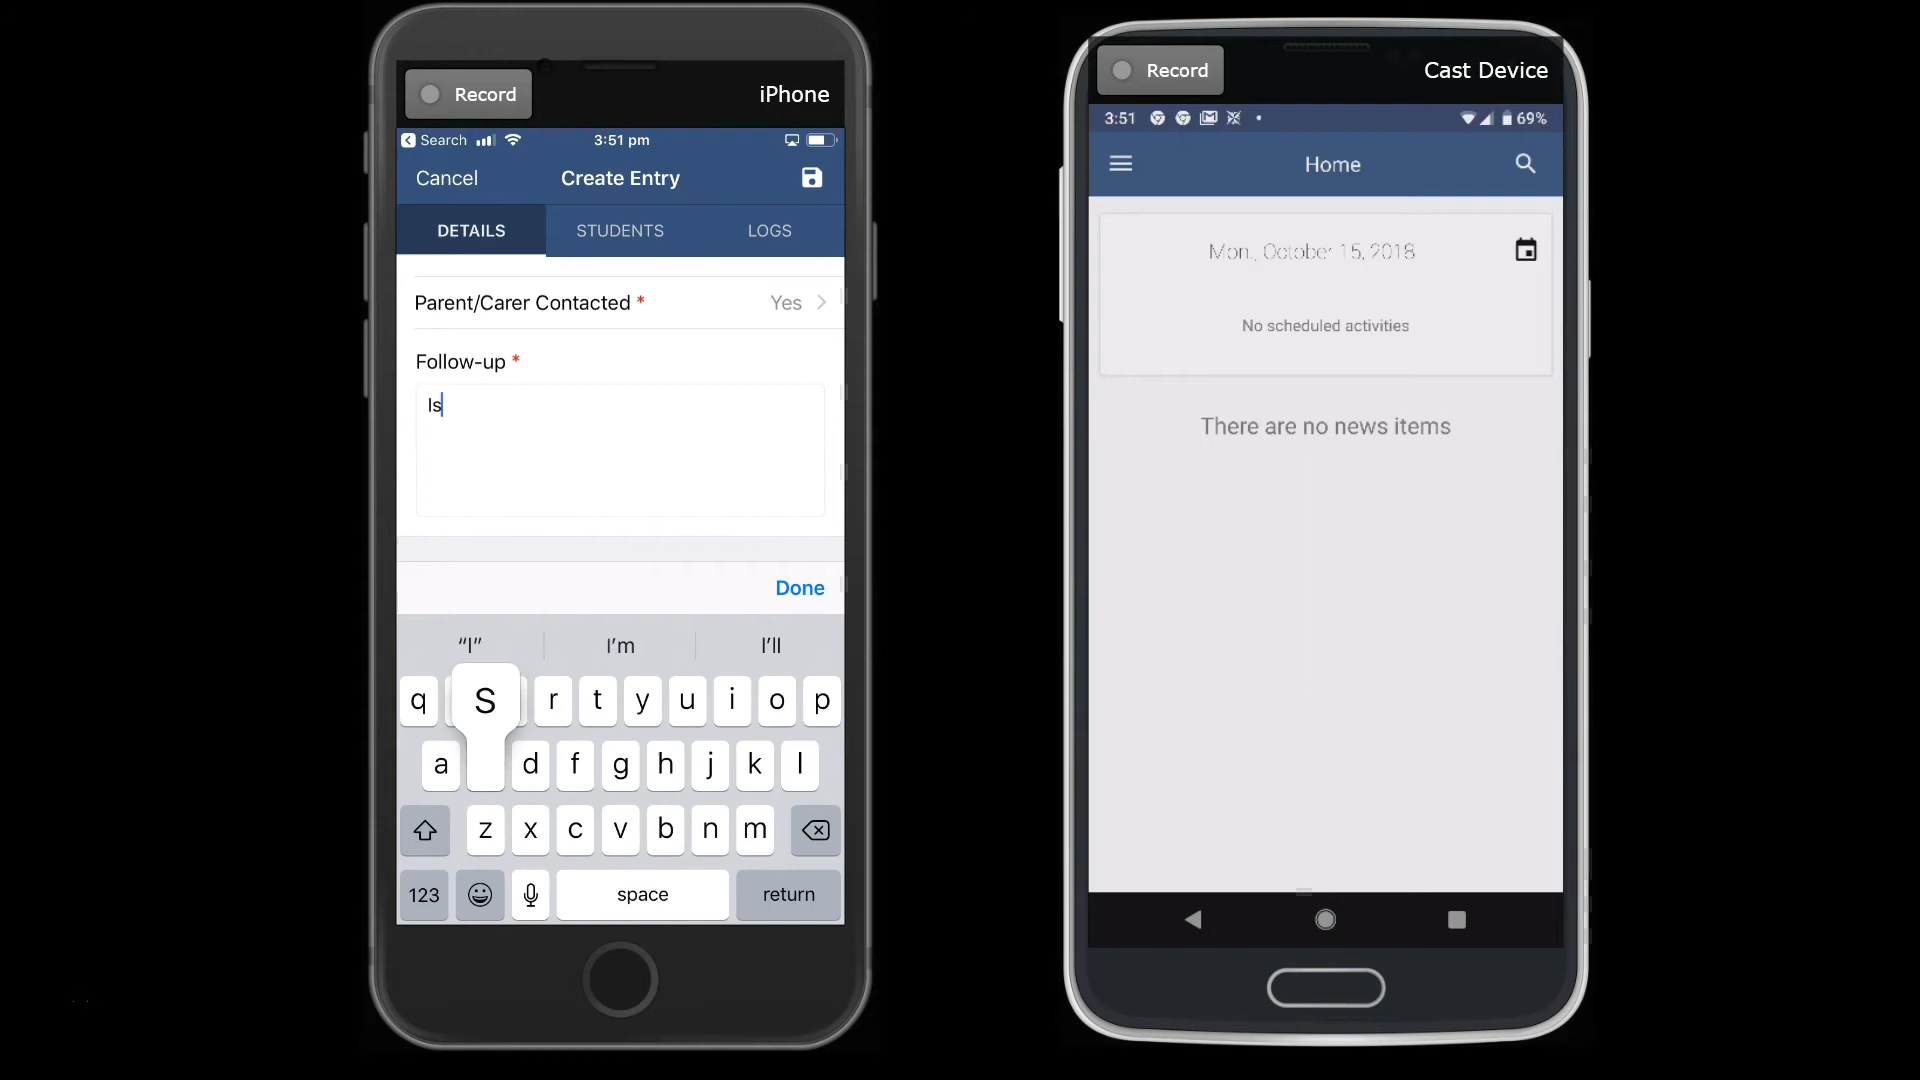 Record
iPhone
Search
3:51 pm
Cancel
Create Entry
DETAILS
STUDENTS
LOGS
Parent/Carer Contacted *
Yes
Follow-up *
Is
Done
“I”
I’m
I’ll
q S r t y u i o p
a d f g h j k l
z x c v b n m
123
space
return
Record
Cast Device
3:51
69%
Home
Mon., October 15, 2018
No scheduled activities
There are no news items